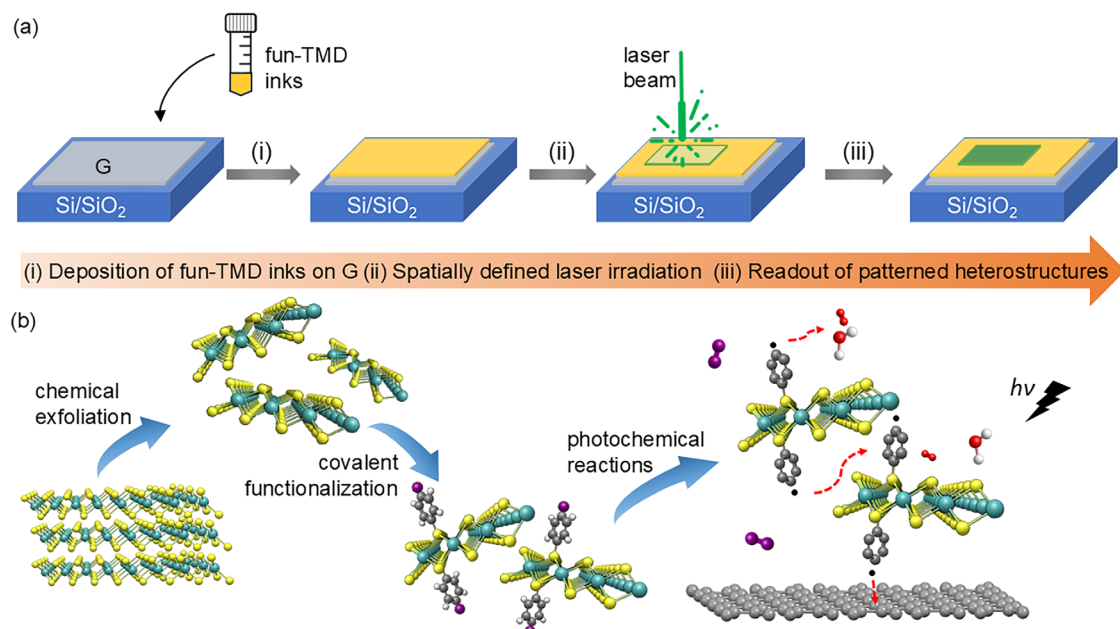 (a)
fun-TMD
inks
laser
beam
G
(i)
(ii)
(iii)
Si/SiO₂
Si/SiO₂
Si/SiO₂
Si/SiO₂
(i) Deposition of fun-TMD inks on G (ii) Spatially defined laser irradiation (iii) Readout of patterned heterostructures
(b)
chemical
exfoliation
covalent
functionalization
photochemical
reactions
hν